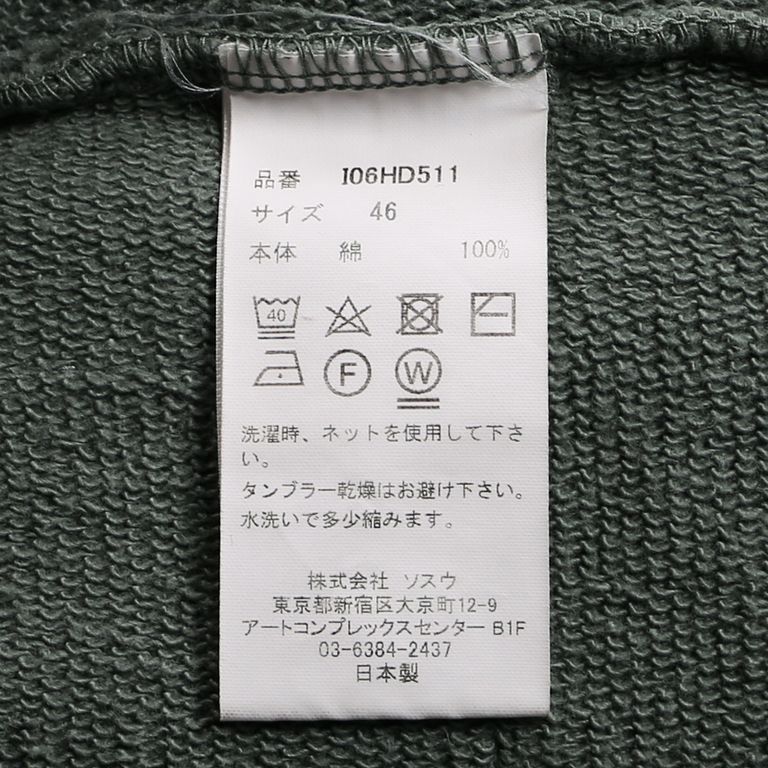 品番 I06HD511
サイズ 46
本体 綿 100%
40
F W
洗濯時、ネットを使用して下さ
い。
タンブラー乾燥はお避け下さい。
水洗いで多少縮みます。
株式会社 ソスウ
東京都新宿区大京町12-9
アートコンプレックスセンター B1F
03-6384-2437
日本製